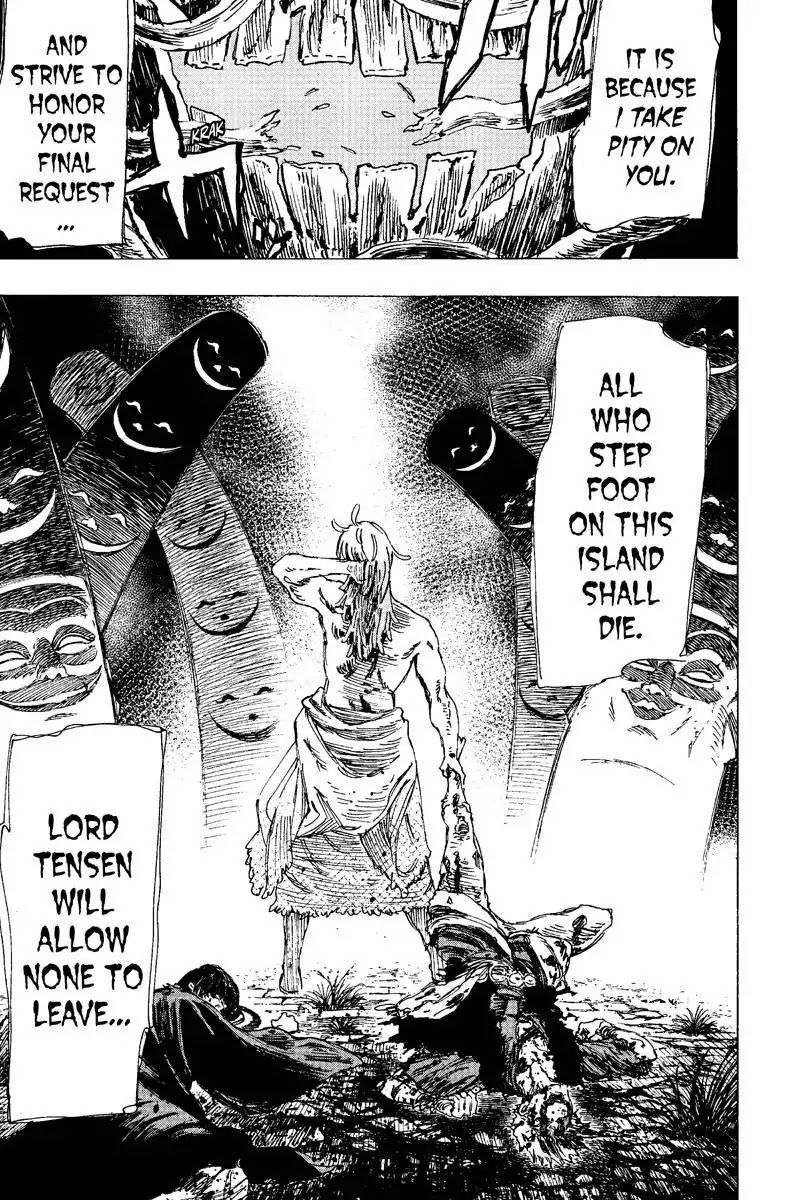 IT IS
BECAUSE
I TAKE
PITY ON
YOU.
AND
STRIVE TO
HONOR
YOUR
FINAL
REQUEST
...
KRAK
ALL
WHO
STEP
FOOT
ON THIS
ISLAND
SHALL
DIE.
LORD
TENSEN
WILL
ALLOW
NONE TO
LEAVE...